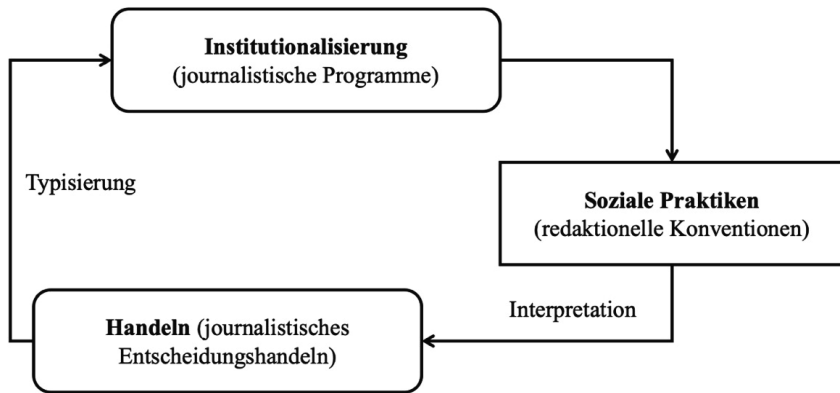 Institutionalisierung
(journalistische Programme)
Typisierung
Soziale Praktiken
(redaktionelle Konventionen)
Interpretation
Handeln (journalistisches
Entscheidungshandeln)